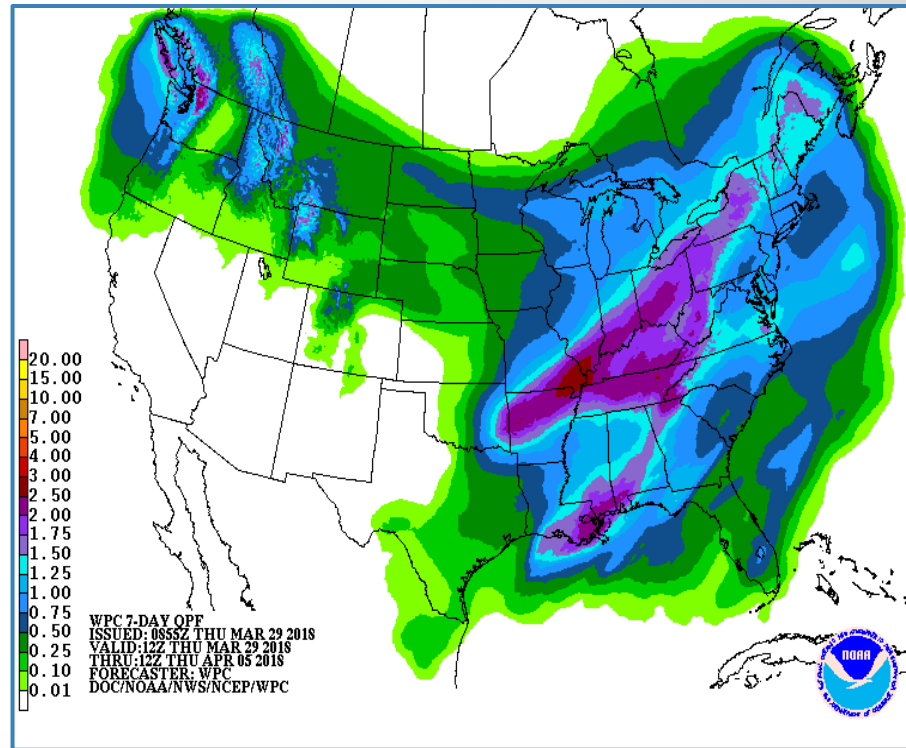 20.00
15.00
10.00
7.00
5.00
4.00
3.00
2.50
2.00
1.75
1.50
1.25
1.00
0.75
0.50
0.25
0.10
0.01
WPC 7-DAY QPF
ISSUED: 0855Z THU MAR 29 2018
VALID: 12Z THU MAR 29 2018
THRU: 12Z THU APR 05 2018
FORECASTER: WPC
DOC/NOAA/NWS/NCEP/WPC
NOAA